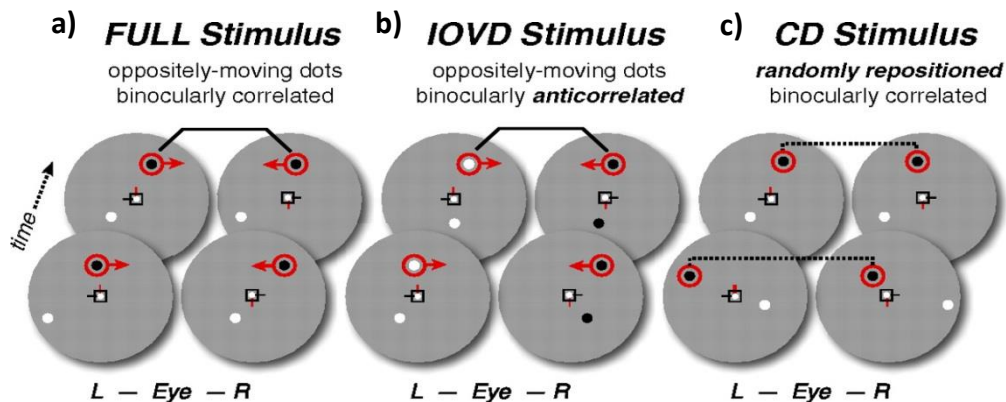 a) FULL Stimulus
oppositely-moving dots
binocularly correlated
b) IOVD Stimulus
oppositely-moving dots
binocularly anticorrelated
c) CD Stimulus
randomly repositioned
binocularly correlated
time
L — Eye — R
L — Eye — R
L — Eye — R